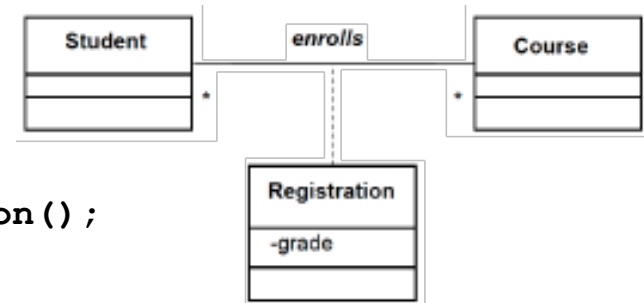 Student
enrolls
Course
*
*
Registration
on();
-grade